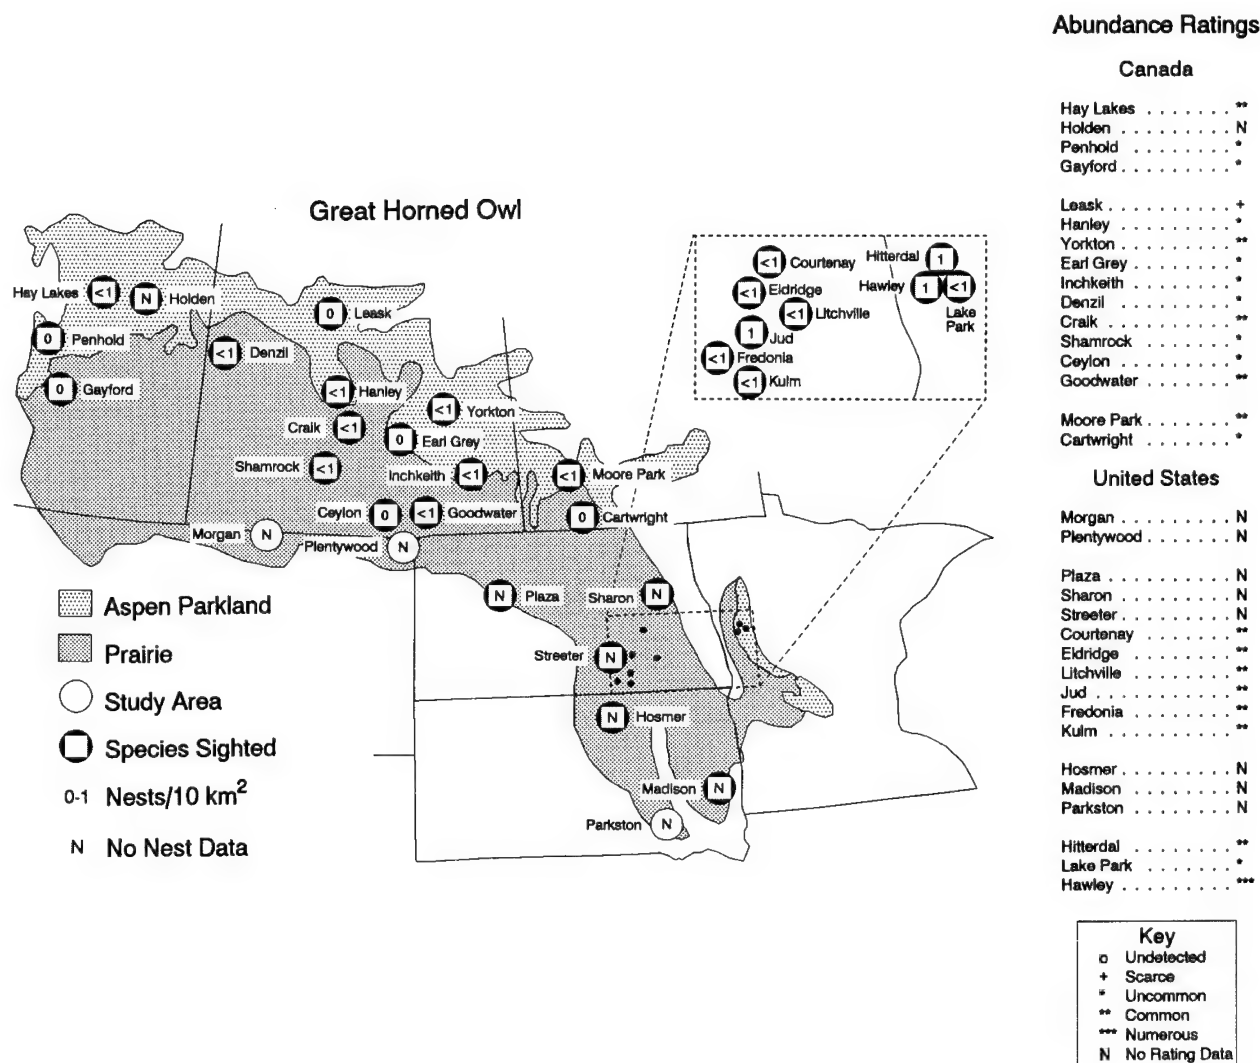 Abundance Ratings
Canada
Hay Lakes . . . . . . . . **
Holden . . . . . . . . . . N
Penhold . . . . . . . . . *
Gayford . . . . . . . . . *
Leask . . . . . . . . . . . +
Hanley . . . . . . . . . . *
Yorkton . . . . . . . . . **
Earl Grey . . . . . . . . *
Inchkeith . . . . . . . . *
Denzil . . . . . . . . . . *
Craik . . . . . . . . . . . **
Shamrock . . . . . . . *
Ceylon . . . . . . . . . . *
Goodwater . . . . . . . **
Moore Park . . . . . . . **
Cartwright . . . . . . . . *
United States
Morgan . . . . . . . . . . N
Plentywood . . . . . . . N
Plaza . . . . . . . . . . . N
Sharon . . . . . . . . . . N
Streeter . . . . . . . . . N
Courtenay . . . . . . . **
Eldridge . . . . . . . . . **
Litchville . . . . . . . . **
Jud . . . . . . . . . . . . **
Fredonia . . . . . . . . **
Kulm . . . . . . . . . . . **
Hosmer . . . . . . . . . . N
Madison . . . . . . . . . N
Parkston . . . . . . . . . N
Hitterdal . . . . . . . . . **
Lake Park . . . . . . . . *
Hawley . . . . . . . . . . ***
Key
o Undetected
+ Scarce
* Uncommon
** Common
*** Numerous
N No Rating Data
Great Horned Owl
Hay Lakes <1
N Holden
0 Leask
0 Penhold
<1 Denzil
0 Gayford
<1 Hanley
<1 Yorkton
Craik <1
0 Earl Grey
Shamrock <1
Inchkeith <1
<1 Moore Park
Ceylon 0
<1 Goodwater
0 Cartwright
Morgan N
Plentywood N
N Plaza
Sharon N
Streeter N
N Hosmer
Madison N
Parkston N
<1 Courtenay
Hitterdal 1
<1 Eldridge
Hawley 1
<1 Lake
Park
<1 Litchville
1 Jud
<1 Fredonia
<1 Kulm
Aspen Parkland
Prairie
Study Area
Species Sighted
0-1 Nests/10 km²
N No Nest Data